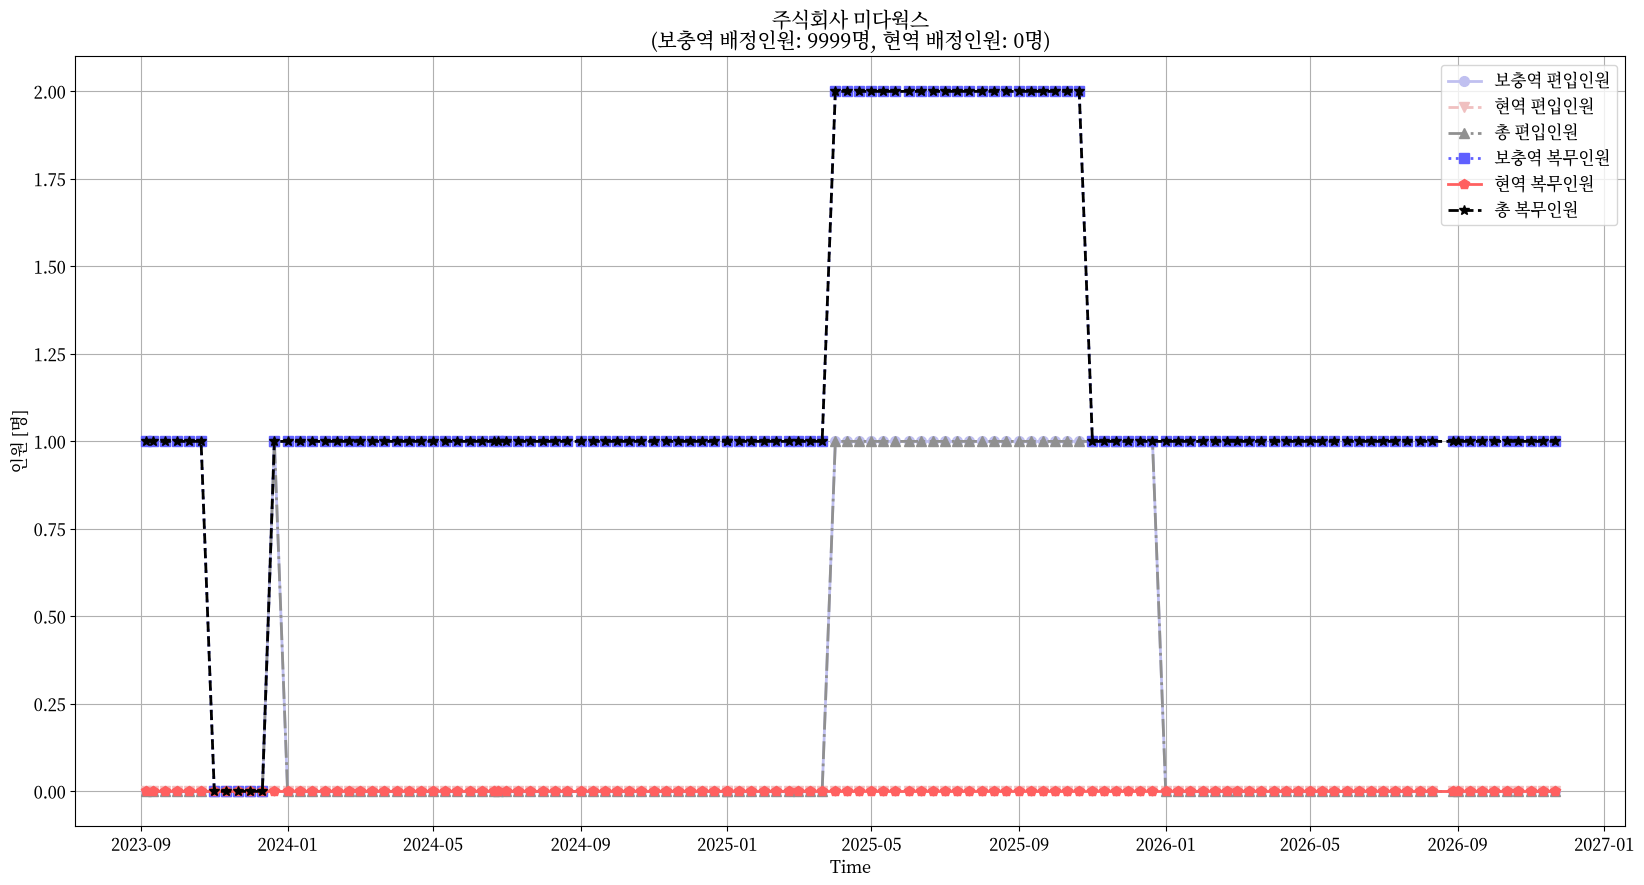 주식회사 미다웍스
(보충역 배정인원: 9999명, 현역 배정인원: 0명)
보충역 편입인원
현역 편입인원
총 편입인원
보충역 복무인원
현역 복무인원
총 복무인원
2.00
1.75
1.50
1.25
1.00
0.75
0.50
0.25
0.00
인원 [명]
2023-09
2024-01
2024-05
2024-09
2025-01
2025-05
2025-09
2026-01
2026-05
2026-09
2027-01
Time